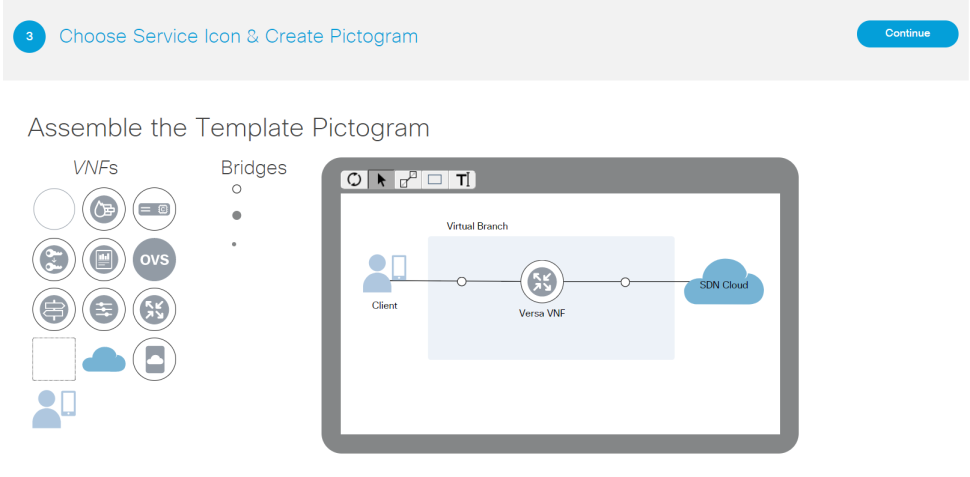 3 Choose Service Icon & Create Pictogram
Continue
Assemble the Template Pictogram
VNFs
Bridges
OVS
T
Virtual Branch
Client
Versa VNF
SDN Cloud